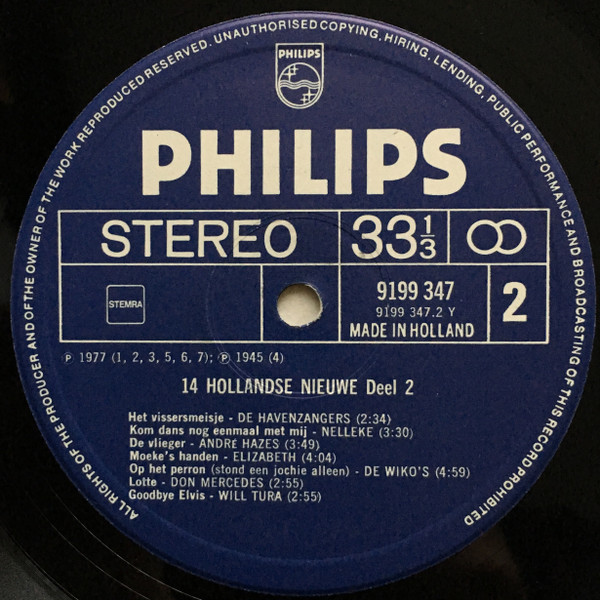 ALL RIGHTS OF THE PRODUCER AND OF THE OWNER OF THE WORK REPRODUCED RESERVED. UNAUTHORISED COPYING, HIRING, LENDING, PUBLIC PERFORMANCE AND BROADCASTING OF THIS RECORD PROHIBITED
PHILIPS
PHILIPS
STEREO 33 1/3
STEMRA
9199 347
9199 347.2 Y
MADE IN HOLLAND
2
℗ 1977 (1, 2, 3, 5, 6, 7); ℗ 1945 (4)
14 HOLLANDSE NIEUWE Deel 2
Het vissersmeisje - DE HAVENZANGERS (2:34)
Kom dans nog eenmaal met mij - NELLEKE (3:30)
De vlieger - ANDRE HAZES (3:49)
Moeke's handen - ELIZABETH (4:04)
Op het perron (stond een jochie alleen) - DE WIKO'S (4:59)
Lotte - DON MERCEDES (2:55)
Goodbye Elvis - WILL TURA (2:55)